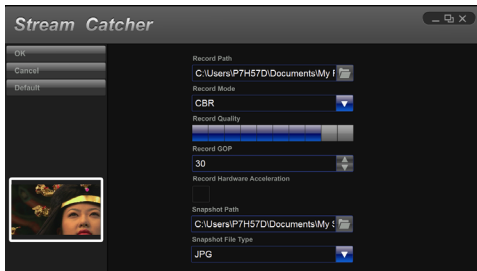 Stream Catcher
OK
Cancel
Default
Record Path
C:\Users\P7H57D\Documents\My
Record Mode
CBR
Record Quality
Record GOP
30
Record Hardware Acceleration
Snapshot Path
C:\Users\P7H57D\Documents\My
Snapshot File Type
JPG